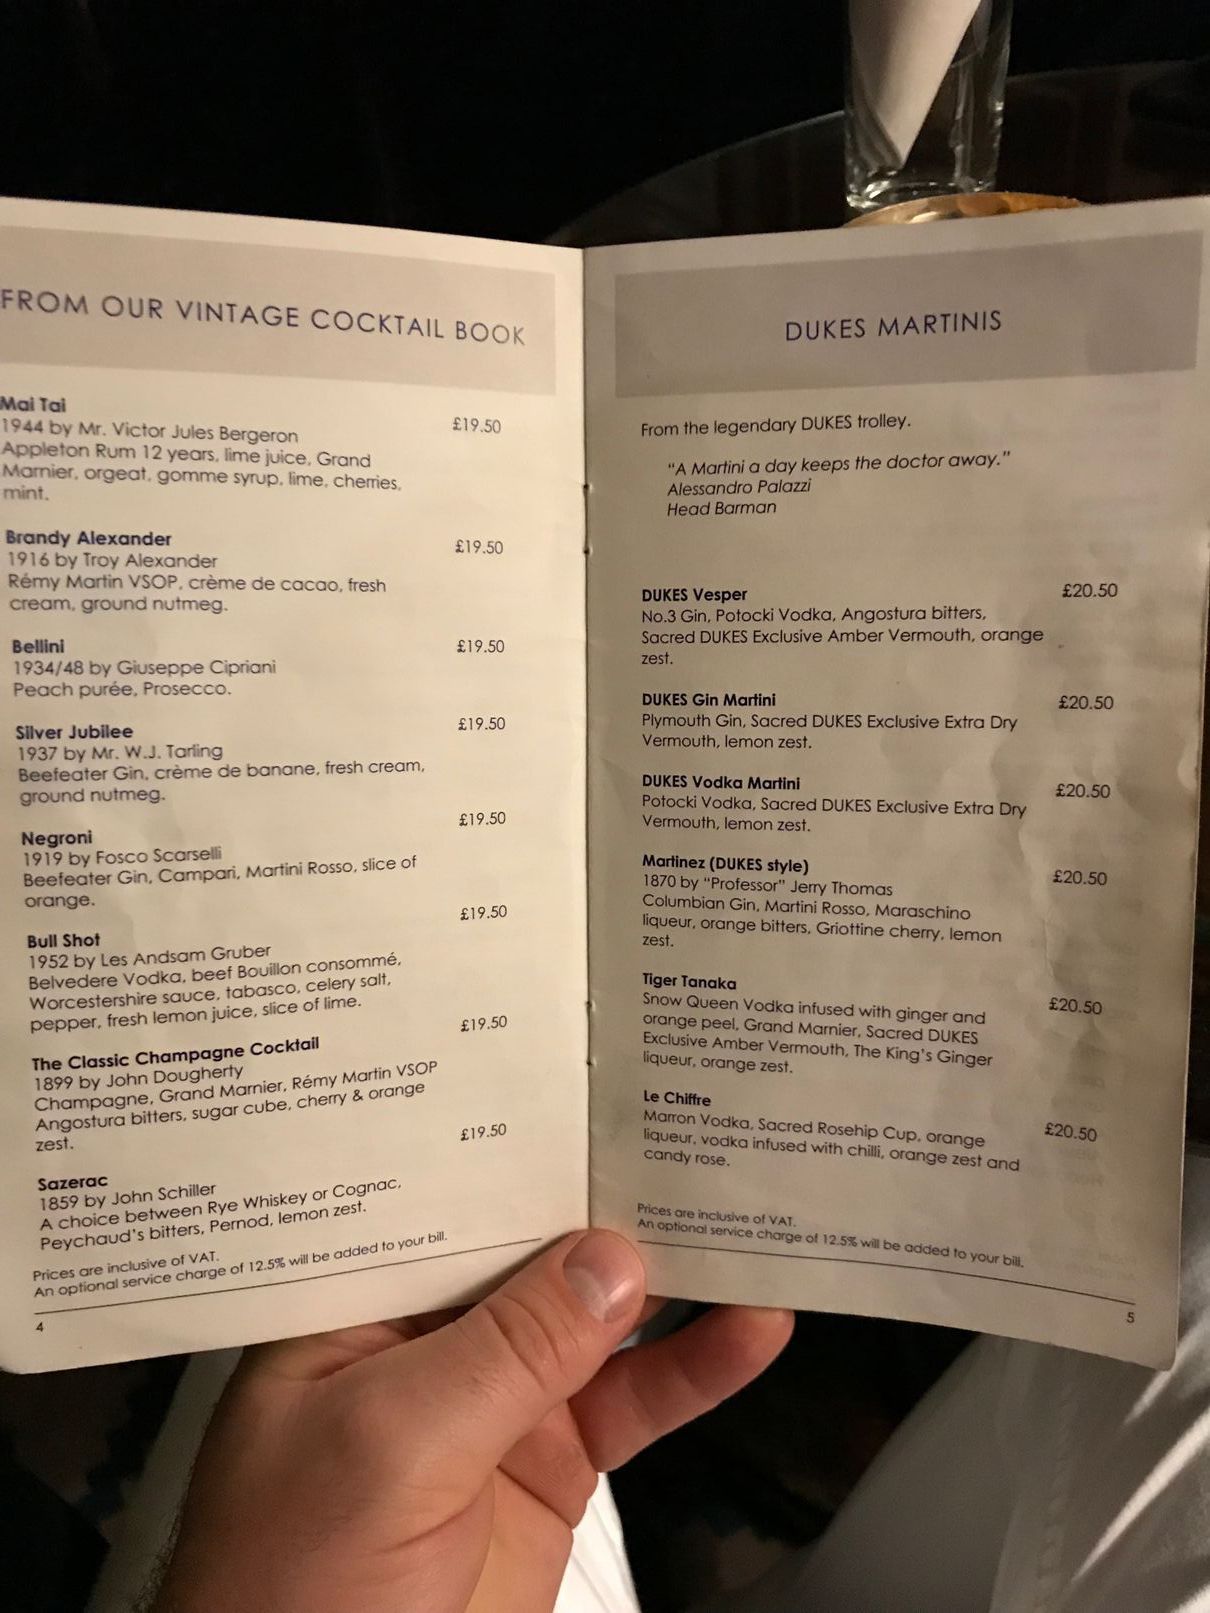 FROM OUR VINTAGE COCKTAIL BOOK
Mai Tai
£19.50
1944 by Mr. Victor Jules Bergeron
Appleton Rum 12 years, lime juice, Grand
Marnier, orgeat, gomme syrup, lime, cherries,
mint.
Brandy Alexander
£19.50
1916 by Troy Alexander
Rémy Martin VSOP, crème de cacao, fresh
cream, ground nutmeg.
Bellini
£19.50
1934/48 by Giuseppe Cipriani
Peach purée, Prosecco.
Silver Jubilee
£19.50
1937 by Mr. W.J. Tarling
Beefeater Gin, crème de banane, fresh cream,
ground nutmeg.
Negroni
£19.50
1919 by Fosco Scarselli
Beefeater Gin, Campari, Martini Rosso, slice of
orange.
Bull Shot
£19.50
1952 by Les Andsam Gruber
Belvedere Vodka, beef Bouillon consommé,
Worcestershire sauce, tabasco, celery salt,
pepper, fresh lemon juice, slice of lime.
The Classic Champagne Cocktail
£19.50
1899 by John Dougherty
Champagne, Grand Marnier, Rémy Martin VSOP
Angostura bitters, sugar cube, cherry & orange
zest.
Sazerac
£19.50
1859 by John Schiller
A choice between Rye Whiskey or Cognac,
Peychaud's bitters, Pernod, lemon zest.
Prices are inclusive of VAT.
An optional service charge of 12.5% will be added to your bill.
4
DUKES MARTINIS
From the legendary DUKES trolley.
"A Martini a day keeps the doctor away."
Alessandro Palazzi
Head Barman
DUKES Vesper
£20.50
No.3 Gin, Potocki Vodka, Angostura bitters,
Sacred DUKES Exclusive Amber Vermouth, orange
zest.
DUKES Gin Martini
£20.50
Plymouth Gin, Sacred DUKES Exclusive Extra Dry
Vermouth, lemon zest.
DUKES Vodka Martini
£20.50
Potocki Vodka, Sacred DUKES Exclusive Extra Dry
Vermouth, lemon zest.
Martinez (DUKES style)
£20.50
1870 by "Professor" Jerry Thomas
Columbian Gin, Martini Rosso, Maraschino
liqueur, orange bitters, Griottine cherry, lemon
zest.
Tiger Tanaka
£20.50
Snow Queen Vodka infused with ginger and
orange peel, Grand Marnier, Sacred DUKES
Exclusive Amber Vermouth, The King's Ginger
liqueur, orange zest.
Le Chiffre
£20.50
Marron Vodka, Sacred Rosehip Cup, orange
liqueur, vodka infused with chilli, orange zest and
candy rose.
Prices are inclusive of VAT.
An optional service charge of 12.5% will be added to your bill.
5